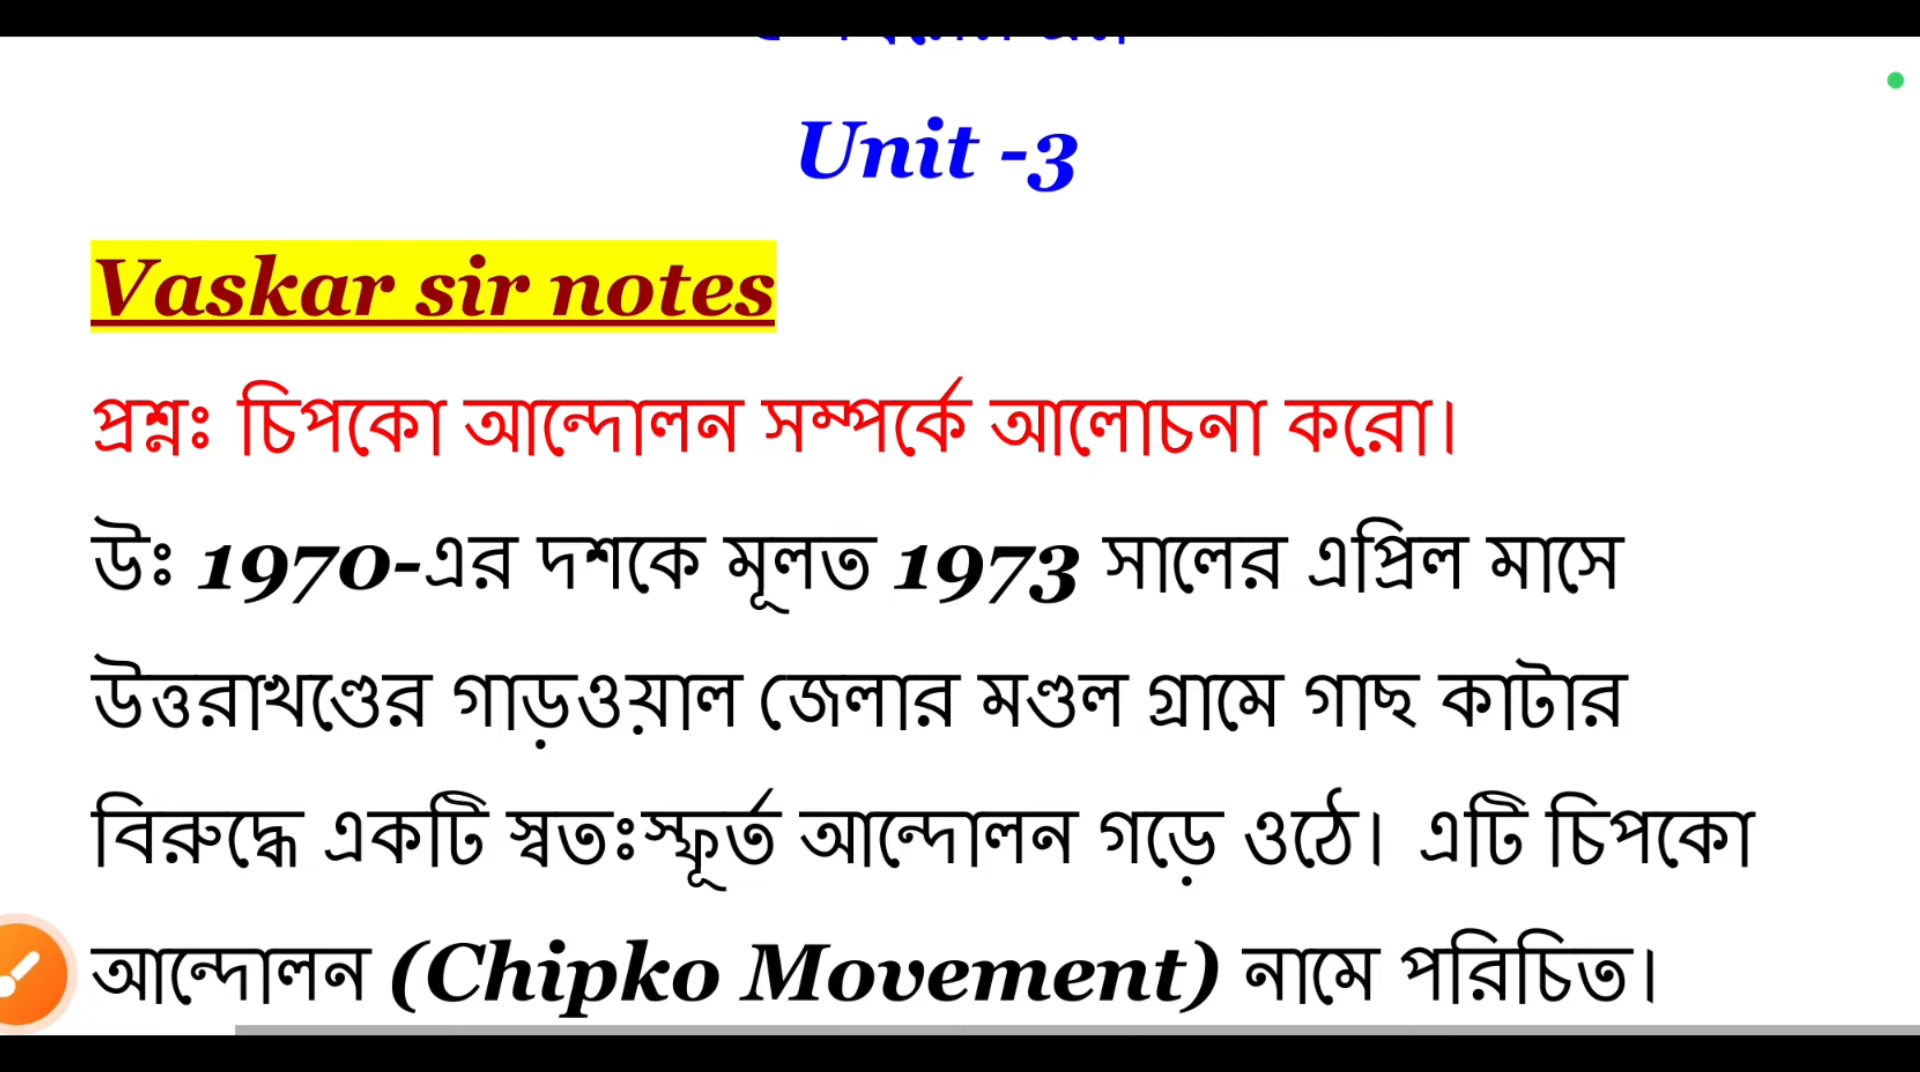 Unit -3
Vaskar sir notes
প্রশ্নঃ চিপকো আন্দোলন সম্পর্কে আলোচনা করো।
উঃ 1970-এর দশকে মূলত 1973 সালের এপ্রিল মাসে
উত্তরাখণ্ডের গাড়ওয়াল জেলার মণ্ডল গ্রামে গাছ কাটার
বিরুদ্ধে একটি স্বতঃস্ফূর্ত আন্দোলন গড়ে ওঠে। এটি চিপকো
আন্দোলন (Chipko Movement) নামে পরিচিত।